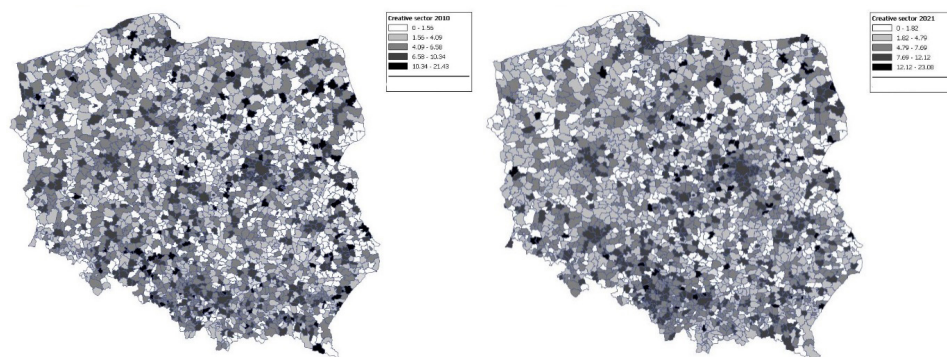 Creative sector 2010
0 - 1.56
1.56 - 4.09
4.09 - 6.58
6.58 - 10.34
10.34 - 21.43
Creative sector 2021
0 - 1.82
1.82 - 4.79
4.79 - 7.69
7.69 - 12.12
12.12 - 23.08